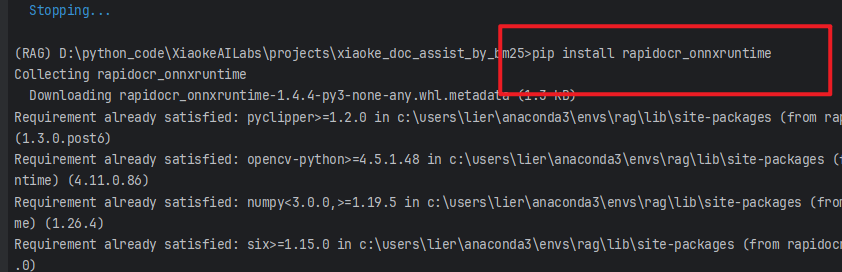 Stopping...
(RAG) D:\python_code\XiaokeAILabs\projects\xiaoke_doc_assist_by_bm25>pip install rapidocr_onnxruntime
Collecting rapidocr_onnxruntime
Downloading rapidocr_onnxruntime-1.4.4-py3-none-any.whl.metadata (1.3 kB)
Requirement already satisfied: pyclipper>=1.2.0 in c:\users\lier\anaconda3\envs\rag\lib\site-packages (from rap
(1.3.0.post6)
Requirement already satisfied: opencv-python>=4.5.1.48 in c:\users\lier\anaconda3\envs\rag\lib\site-packages (
ntime) (4.11.0.86)
Requirement already satisfied: numpy<3.0.0,>=1.19.5 in c:\users\lier\anaconda3\envs\rag\lib\site-packages (from
me) (1.26.4)
Requirement already satisfied: six>=1.15.0 in c:\users\lier\anaconda3\envs\rag\lib\site-packages (from rapidocr
.0)